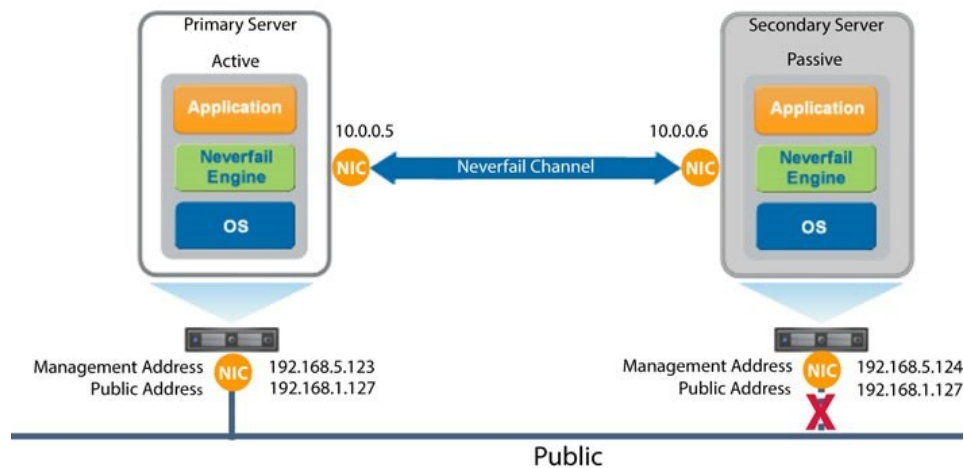 Primary Server
Active
Application
Neverfail
Engine
OS
10.0.0.5
NIC
Neverfail Channel
10.0.0.6
NIC
Secondary Server
Passive
Application
Neverfail
Engine
OS
Management Address
Public Address
NIC
192.168.5.123
192.168.1.127
Management Address
Public Address
NIC
192.168.5.124
192.168.1.127
X
Public